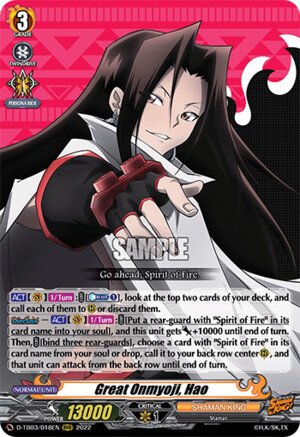 3
GRADE
TWINDRIVE
PERSONA RIDE
SAMPLE
Go ahead, Spirit of Fire.
ACT [1/Turn]: [1], look at the top two cards of your deck, and
call each of them to or discard them.
ACT [1/Turn]: [Put a rear-guard with "Spirit of Fire" in its
card name into your soul], and this unit gets +10000 until end of turn.
Then, [bind three rear-guards], choose a card with "Spirit of Fire" in its
card name from your soul or drop, call it to your back row center, and
that unit can attack from the back row until end of turn.
NORMAL UNIT
Great Onmyoji, Hao
POWER
13000
CRITICAL
1
SHAMAN KING
Shaman
D-TB03/018EN RRR 2022
©H.K/SK,TX